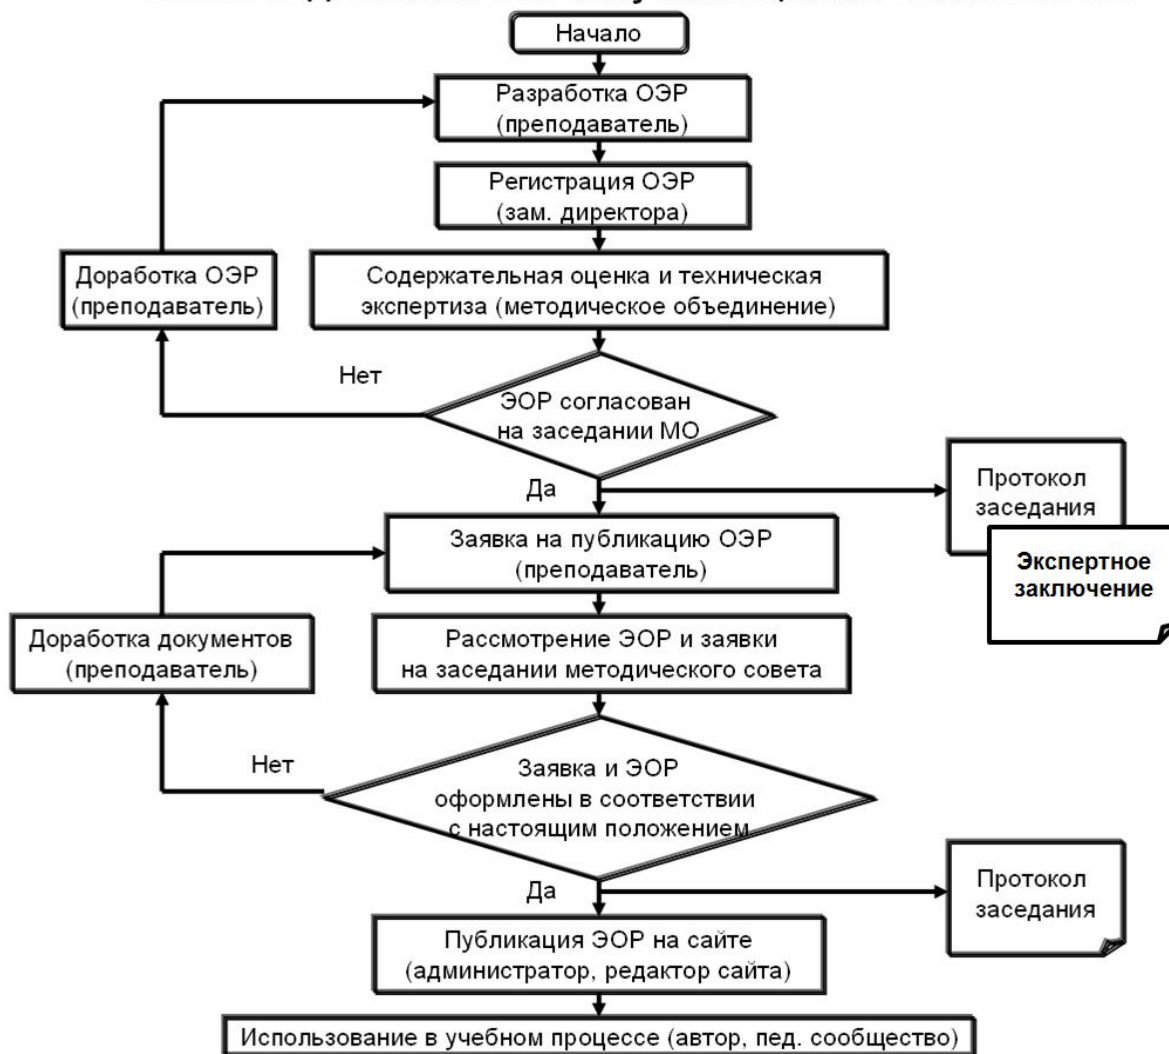 Начало
Разработка ОЭР
(преподаватель)
Регистрация ОЭР
(зам. директора)
Доработка ОЭР
(преподаватель)
Содержательная оценка и техническая
экспертиза (методическое объединение)
Нет
ЭОР согласован
на заседании МО
Да
Протокол
заседания
Экспертное
заключение
Заявка на публикацию ОЭР
(преподаватель)
Доработка документов
(преподаватель)
Рассмотрение ЭОР и заявки
на заседании методического совета
Нет
Заявка и ЭОР
оформлены в соответствии
с настоящим положением
Да
Протокол
заседания
Публикация ЭОР на сайте
(администратор, редактор сайта)
Использование в учебном процессе (автор, пед. сообщество)